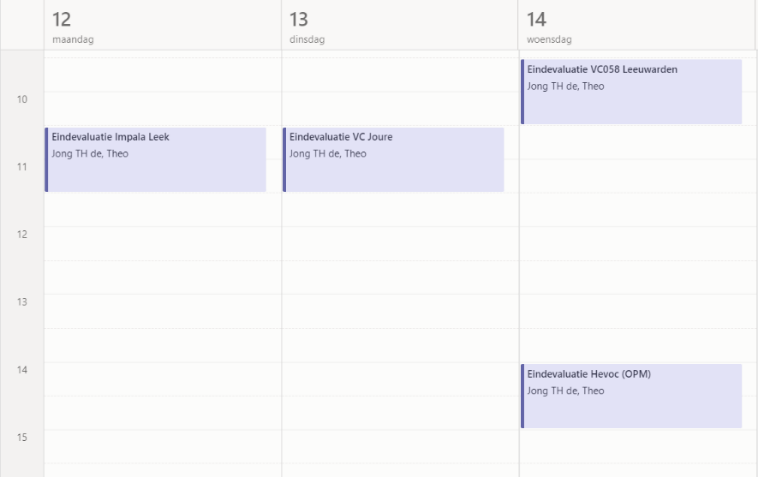 12
maandag
13
dinsdag
14
woensdag
10
11
12
13
14
15
Eindevaluatie Impala Leek
Jong TH de, Theo
Eindevaluatie VC Joure
Jong TH de, Theo
Eindevaluatie VC058 Leeuwarden
Jong TH de, Theo
Eindevaluatie Hevoc (OPM)
Jong TH de, Theo